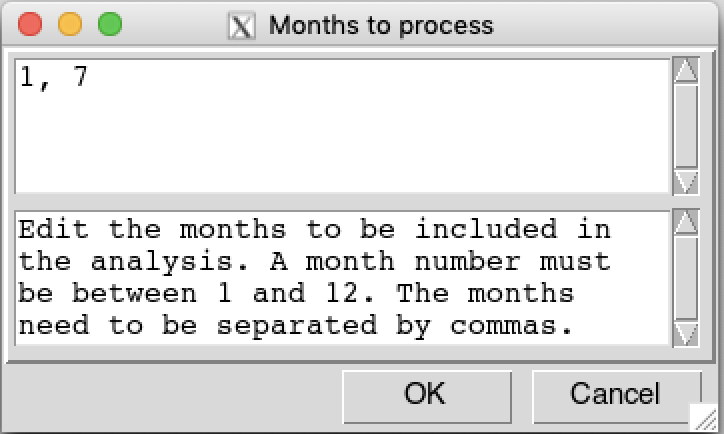 Months to process
1, 7
Edit the months to be included in
the analysis. A month number must
be between 1 and 12. The months
need to be separated by commas.
OK
Cancel